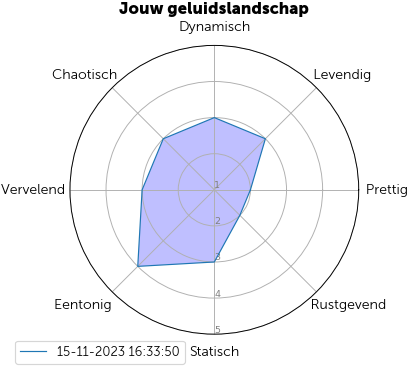 Jouw geluidslandschap
Dynamisch
Chaotisch
Levendig
Vervelend
1
Prettig
2
3
Eentonig
4
Rustgevend
5
15-11-2023 16:33:50
Statisch